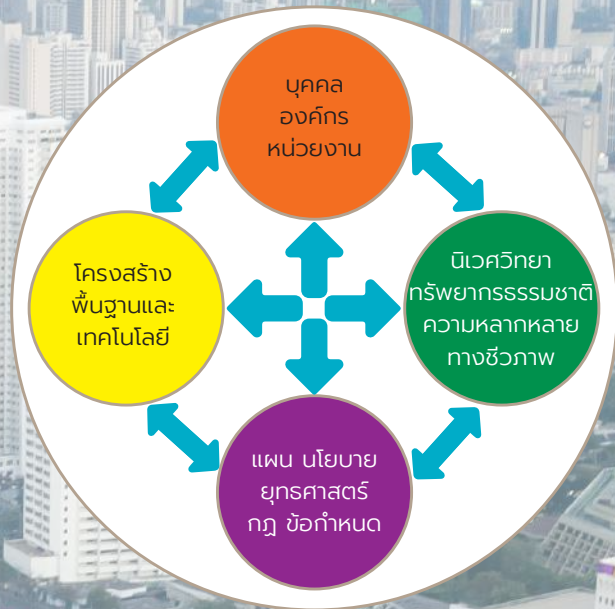 บุคคล
องค์กร
หน่วยงาน
โครงสร้าง
พื้นฐานและ
เทคโนโลยี
นิเวศวิทยา
ทรัพยากรธรรมชาติ
ความหลากหลาย
ทางชีวภาพ
แผน นโยบาย
ยุทธศาสตร์
กฎ ข้อกำหนด